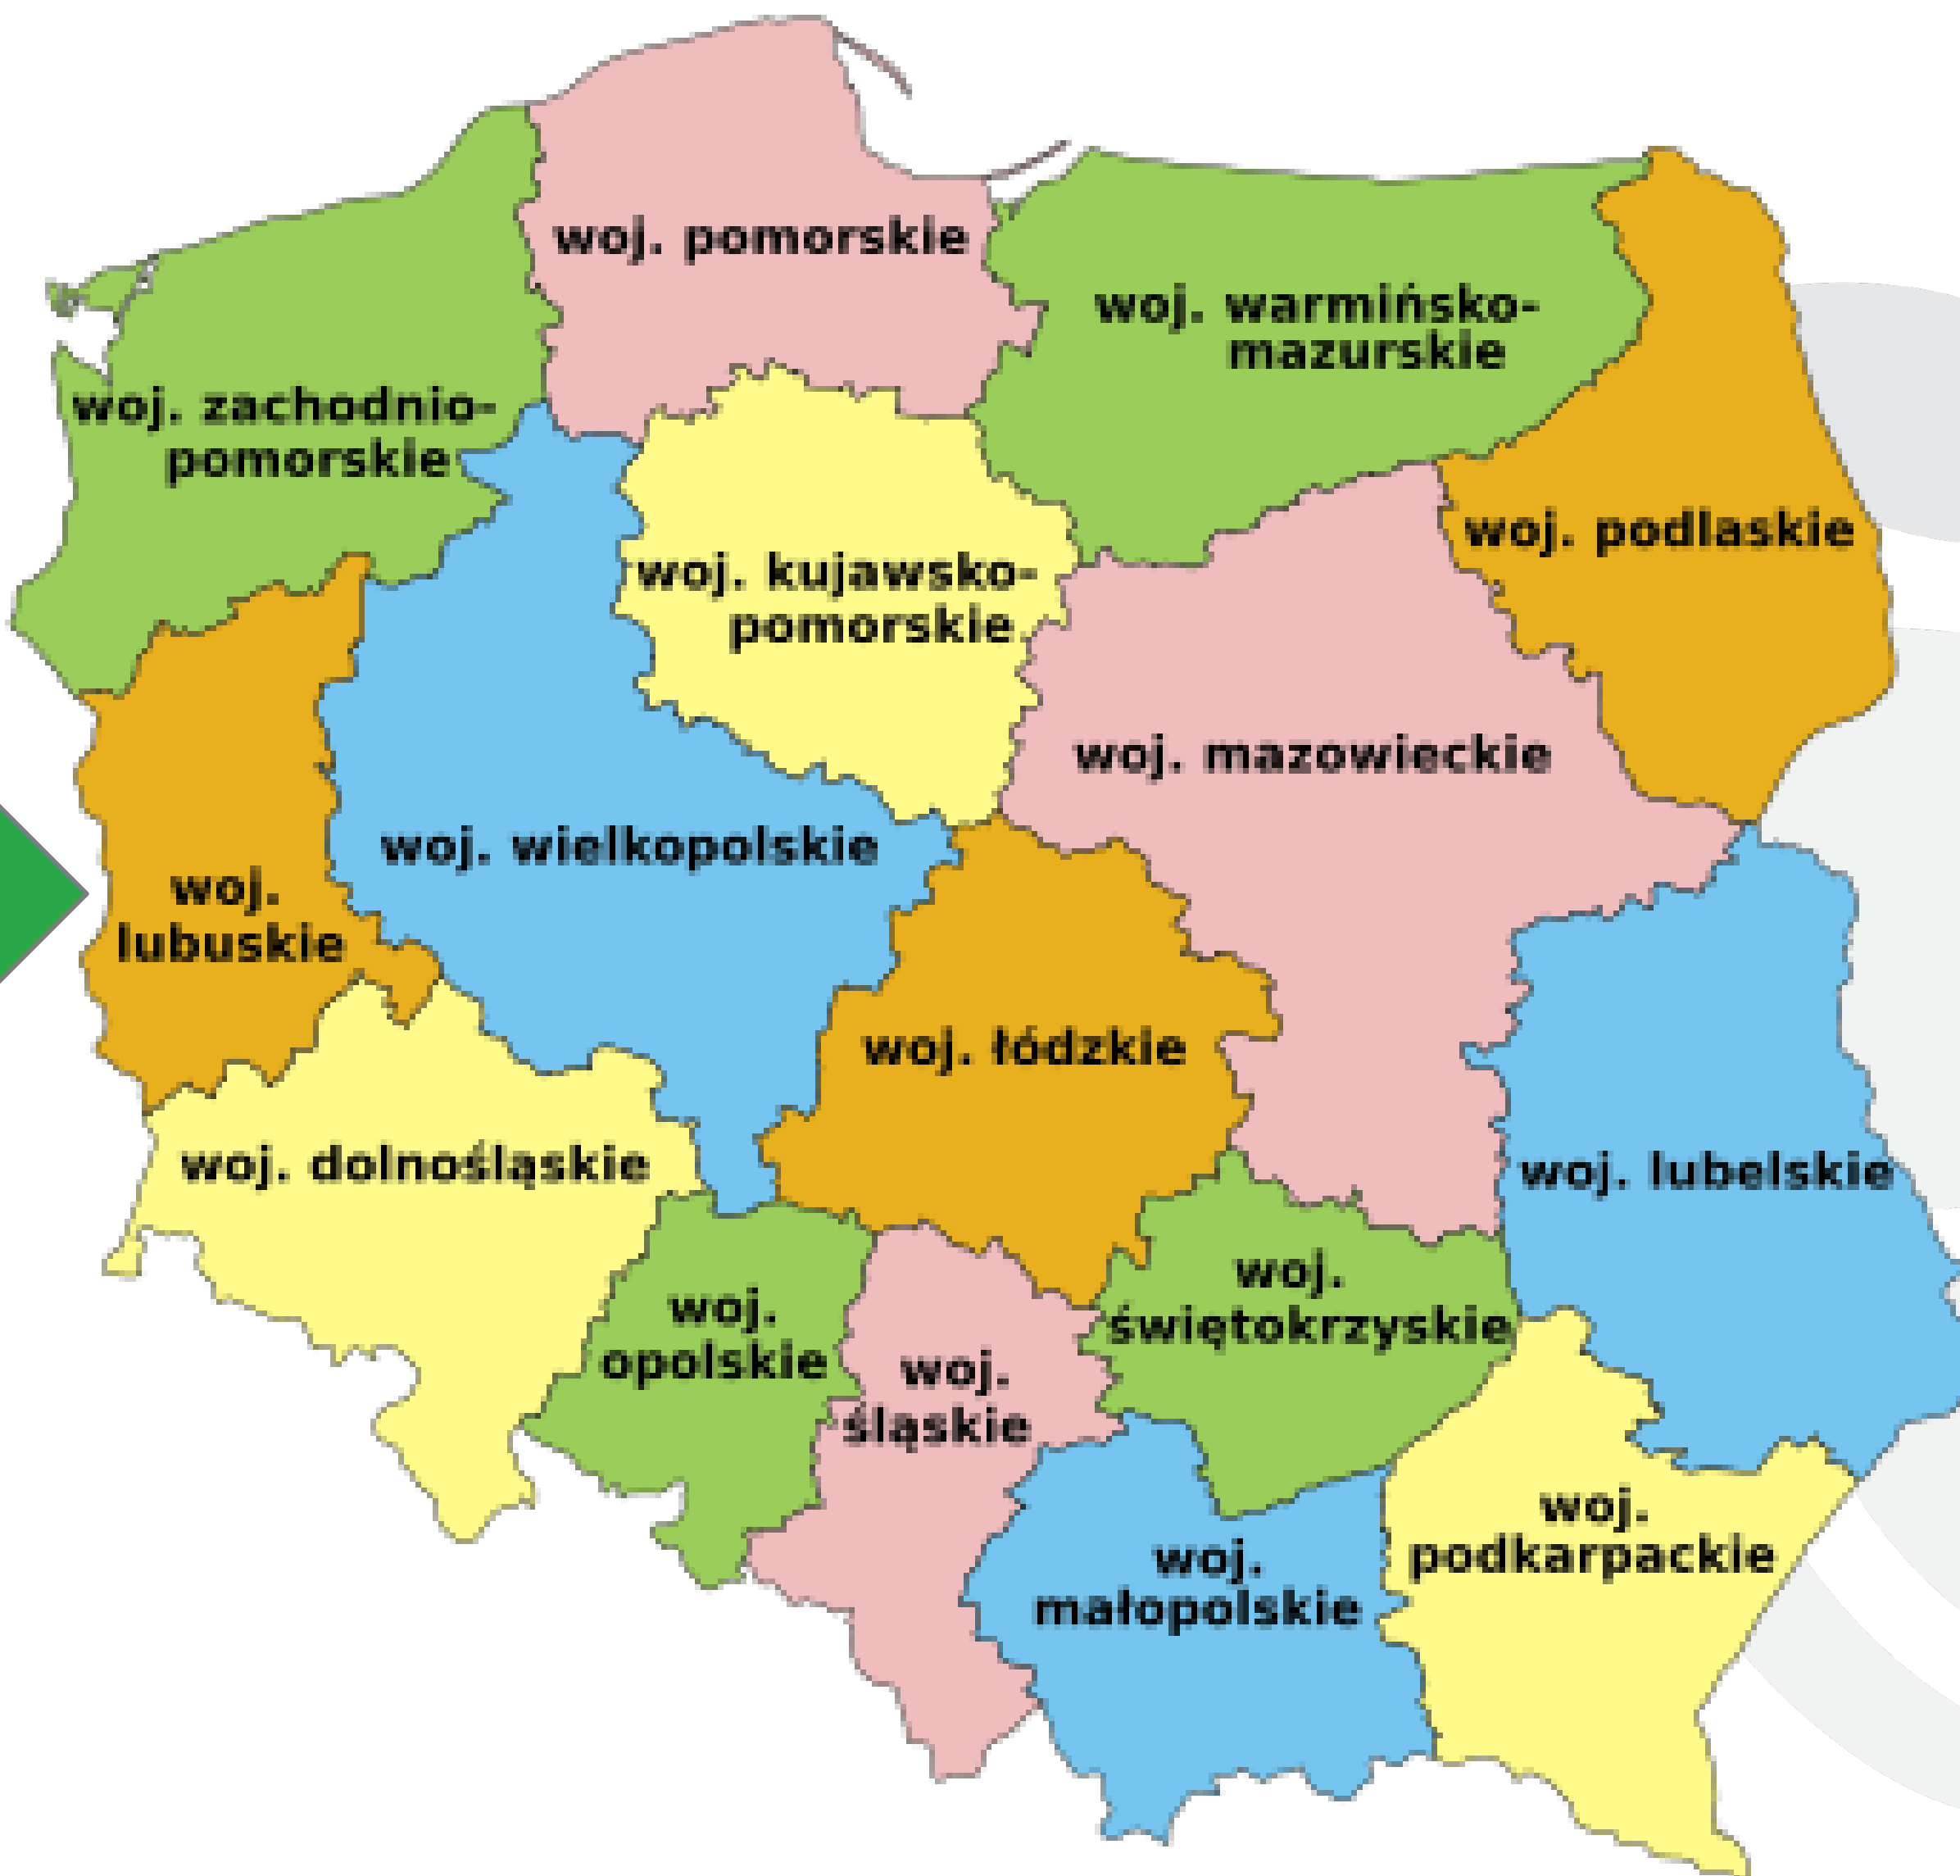 woj. pomorskie
woj. warmińsko-
mazurskie
woj. zachodnio-
pomorskie
woj. podlaskie
woj. kujawsko-
pomorskie
woj. mazowieckie
woj. wielkopolskie
woj.
lubuskie
woj. łódzkie
woj. dolnośląskie
woj. lubelskie
woj.
świętokrzyskie
woj.
opolskie
woj.
śląskie
woj.
podkarpackie
woj.
małopolskie